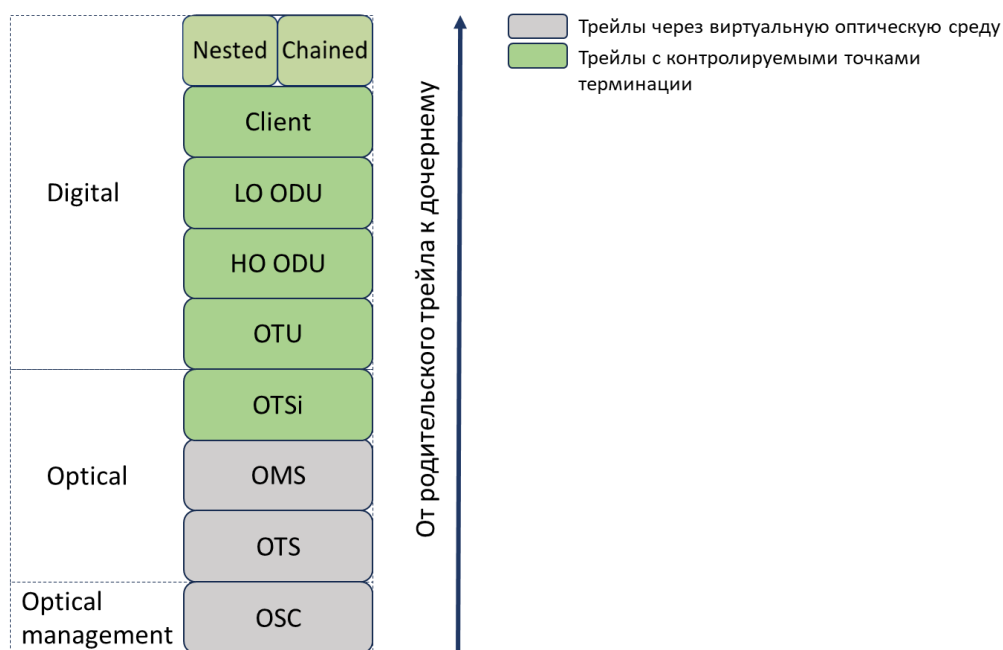 Nested Chained
Трейлы через виртуальную оптическую среду
Трейлы с контролируемыми точками
терминации
Client
Digital
LO ODU
HO ODU
OTU
От родительского трейла к дочернему
OTSi
Optical
OMS
OTS
Optical
management
OSC